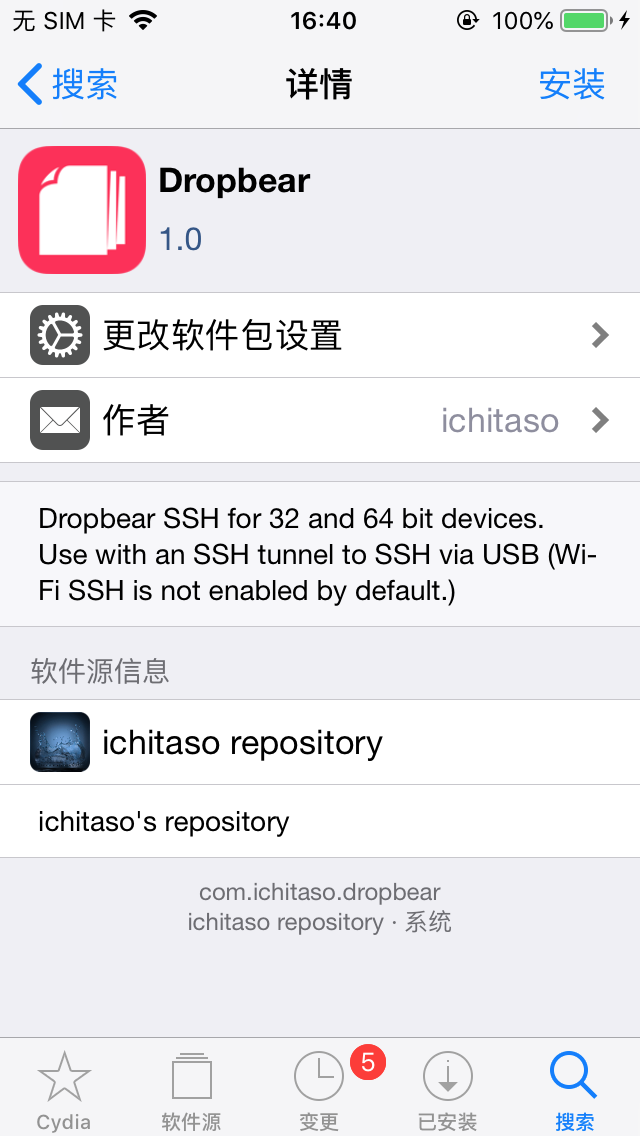 无 SIM 卡 16:40 100%
搜索 详情 安装
Dropbear
1.0
更改软件包设置
作者 ichitaso
Dropbear SSH for 32 and 64 bit devices.
Use with an SSH tunnel to SSH via USB (Wi-
Fi SSH is not enabled by default.)
软件源信息
ichitaso repository
ichitaso's repository
com.ichitaso.dropbear
ichitaso repository · 系统
5
Cydia 软件源 变更 已安装 搜索